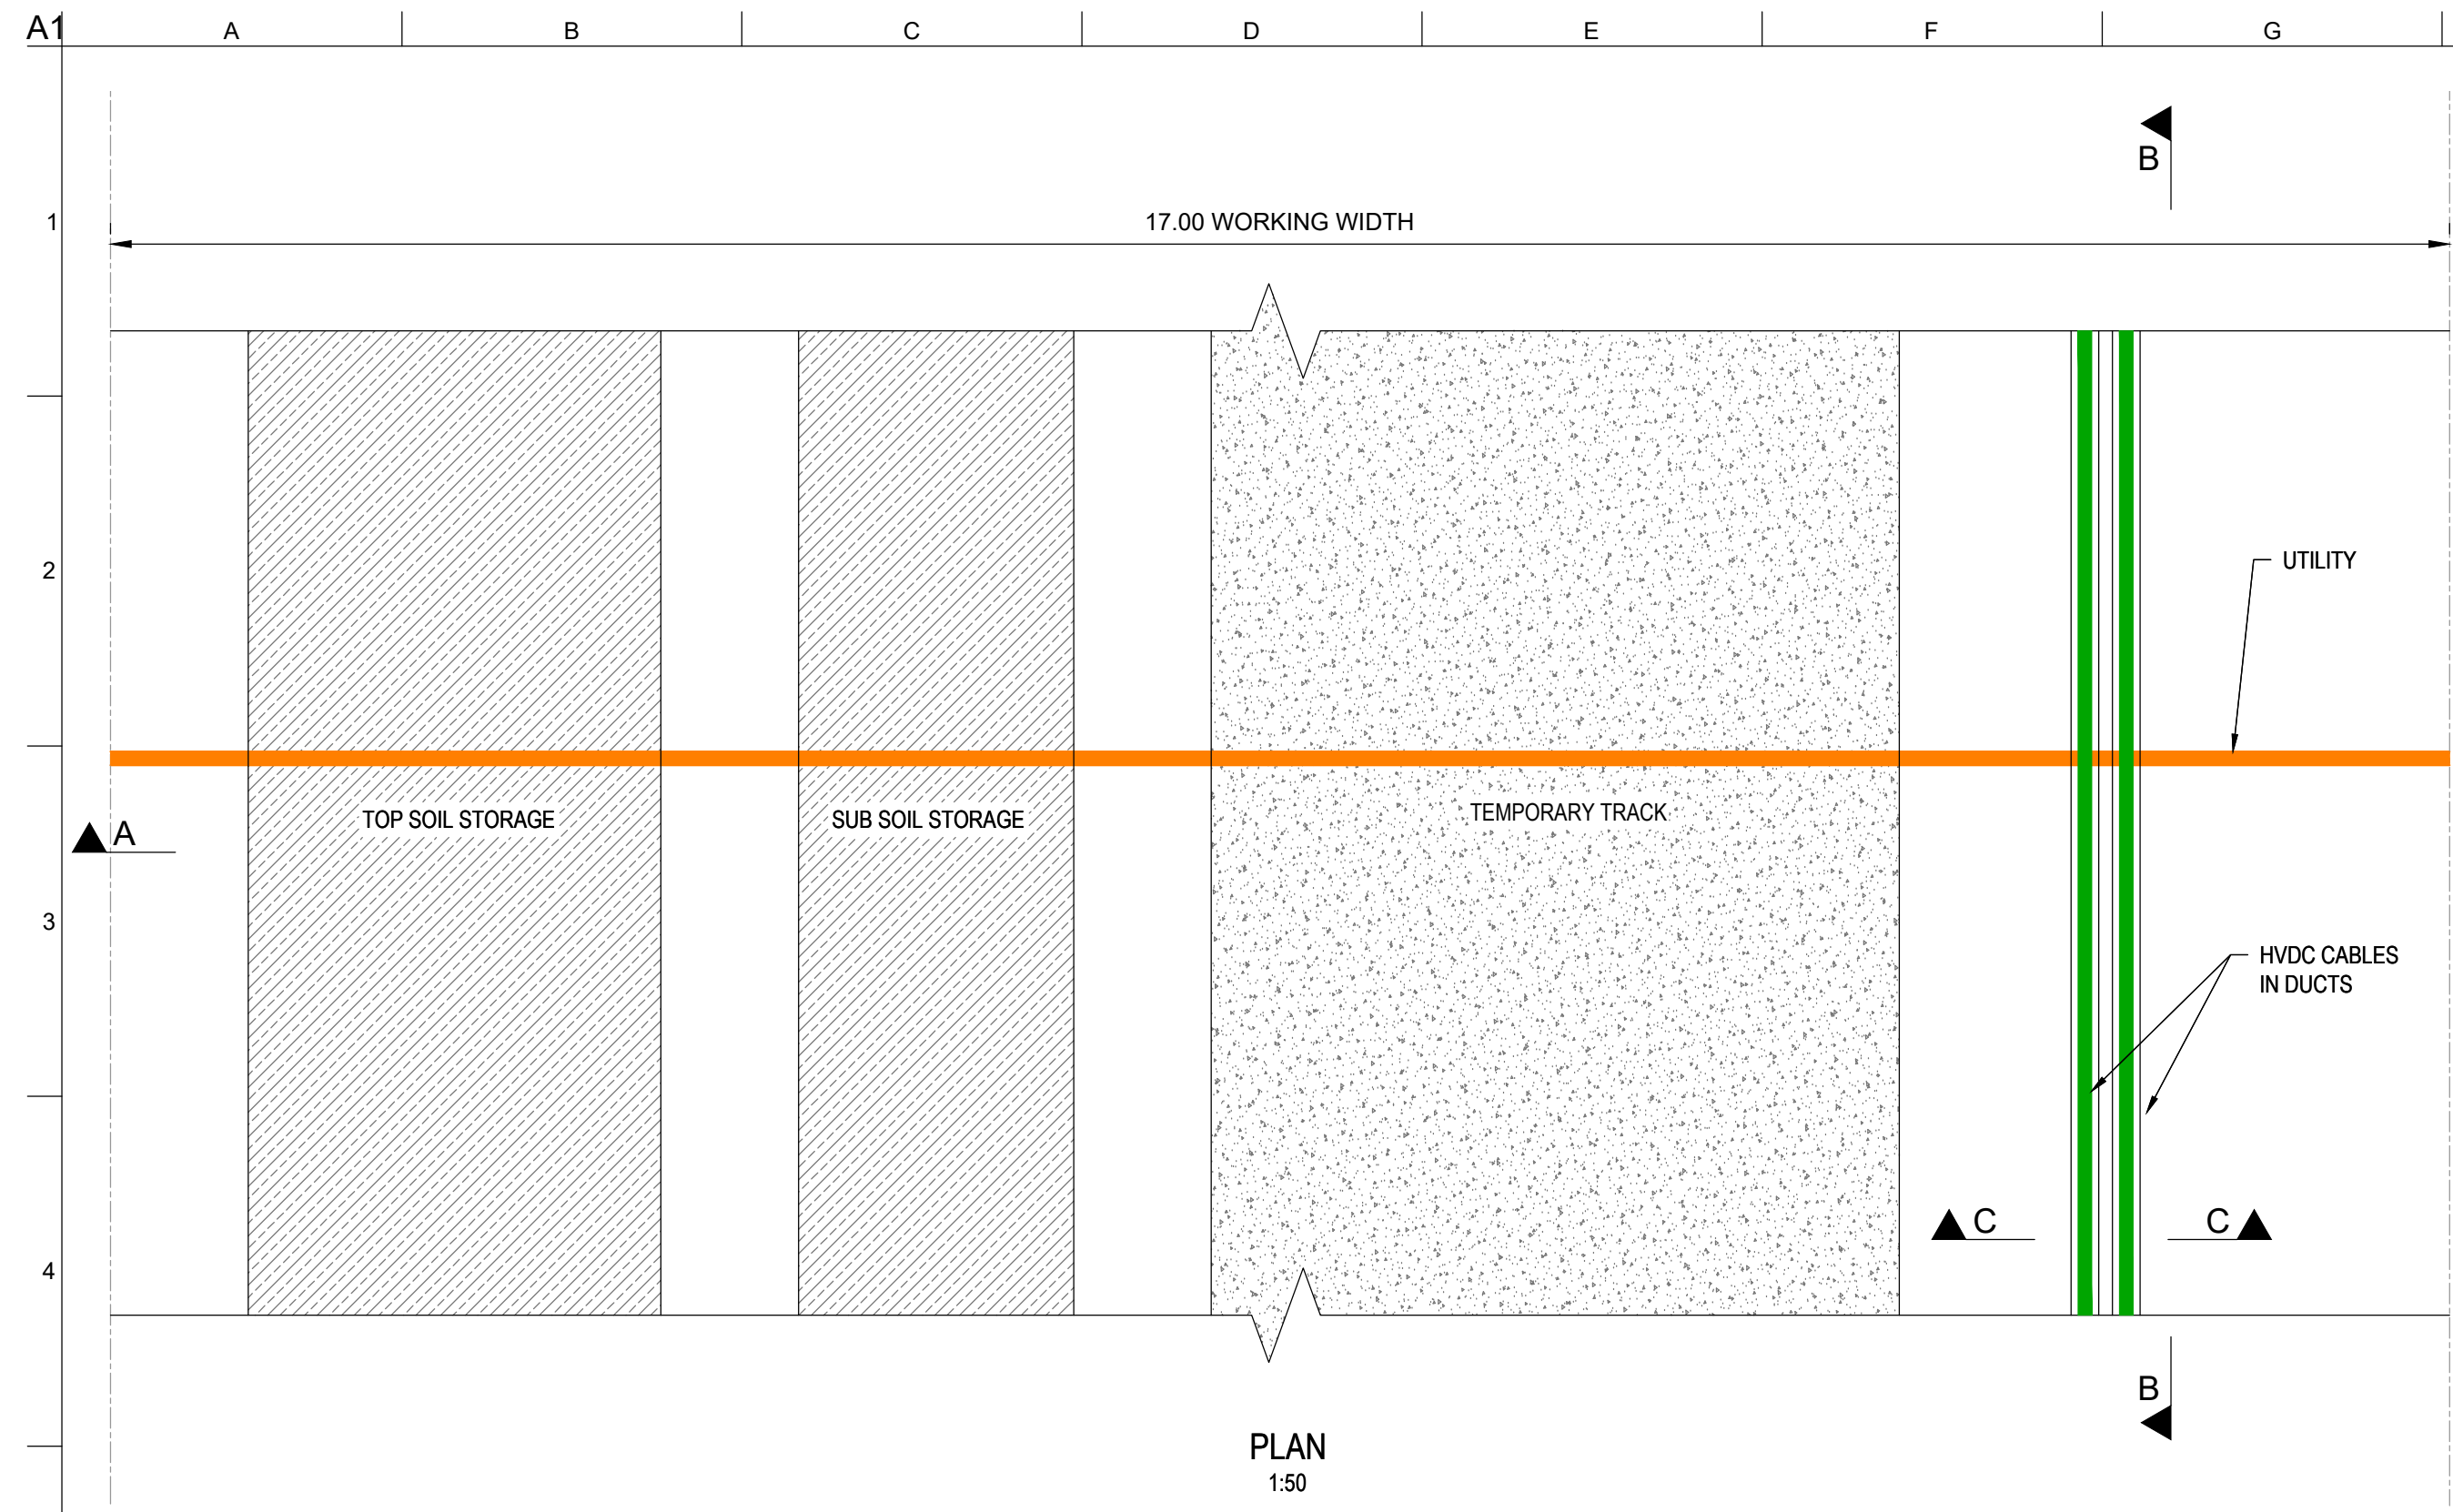 A1
A B C D E F G
B
1
17.00 WORKING WIDTH
2
UTILITY
TOP SOIL STORAGE
SUB SOIL STORAGE
TEMPORARY TRACK
A
3
HVDC CABLES
IN DUCTS
C
C
4
B
PLAN
1:50